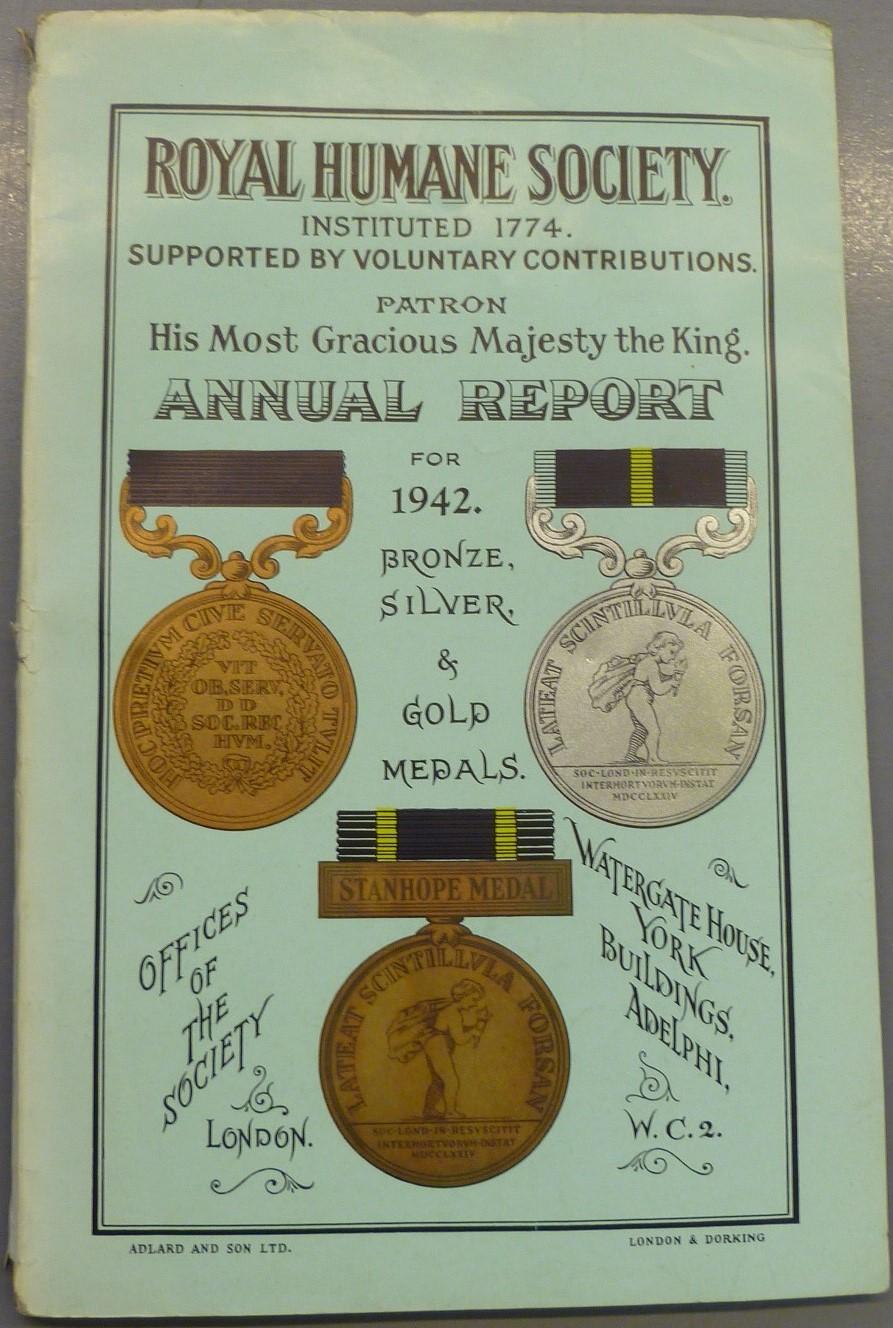 ROYAL HUMANE SOCIETY.
INSTITUTED 1774.
SUPPORTED BY VOLUNTARY CONTRIBUTIONS.
PATRON
His Most Gracious Majesty the King.
ANNUAL REPORT
FOR
1942.
BRONZE,
SILVER,
&
GOLD
MEDALS.
HOC PRETIVM CIVE SERVATO TVLIT
VIT
OB.SERV.
D D
SOC.REG
HVM.
LATEAT SCINTILLVLA FORSAN
SOC·LOND·IN·RESVSCITIT
INTERMORTVORVM·INSTAT
MDCCLXXIV
STANHOPE MEDAL
LATEAT SCINTILLVLA FORSAN
SOC·LOND·IN·RESVSCITIT
INTERMORTVORVM·INSTAT
MDCCLXXIV
OFFICES
OF
THE
SOCIETY
LONDON.
WATERGATE HOUSE,
YORK
BUILDINGS,
ADELPHI,
W.C.2.
ADLARD AND SON LTD.
LONDON & DORKING